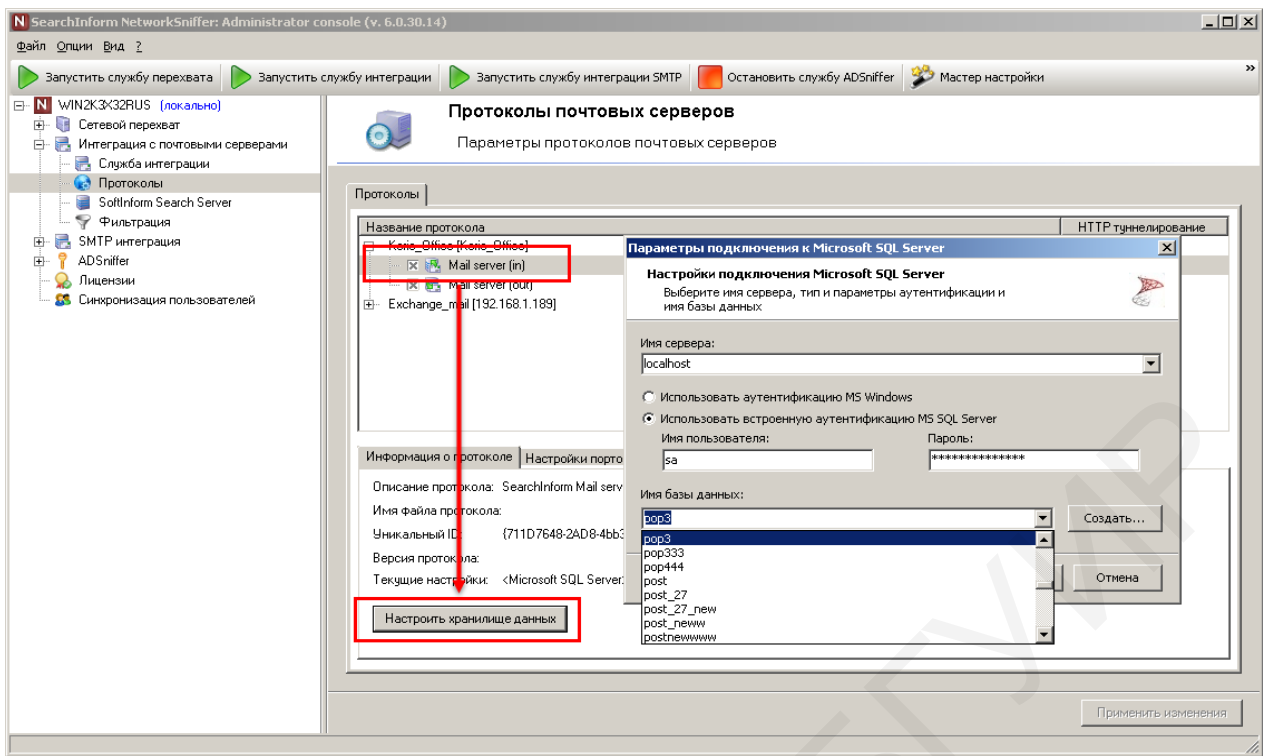 SearchInform NetworkSniffer: Administrator console (v. 6.0.30.14)
Файл Опции Вид ?
Запустить службу перехвата Запустить службу интеграции Запустить службу интеграции SMTP Остановить службу ADSniffer Мастер настройки »
WIN2K3X32RUS (локально)
Сетевой перехват
Интеграция с почтовыми серверами
Служба интеграции
Протоколы
SoftInform Search Server
Фильтрация
SMTP интеграция
ADSniffer
Лицензии
Синхронизация пользователей
Протоколы почтовых серверов
Параметры протоколов почтовых серверов
Протоколы
Название протокола HTTP туннелирование
Koris_Office [Koris_Office]
Mail server (in)
Mail server (out)
Exchange_mail [192.168.1.189]
Информация о протоколе Настройки порто
Описание протокола: SearchInform Mail serv
Имя файла протокола:
Уникальный ID: {711D7648-2AD8-4bb3
Версия протокола:
Текущие настройки: <Microsoft SQL Server:
Настроить хранилище данных
Параметры подключения к Microsoft SQL Server
Настройки подключения Microsoft SQL Server
Выберите имя сервера, тип и параметры аутентификации и
имя базы данных
Имя сервера:
localhost
Использовать аутентификацию MS Windows
Использовать встроенную аутентификацию MS SQL Server
Имя пользователя: Пароль:
sa **************
Имя базы данных:
pop3 Создать...
pop3
pop333
pop444
post
post_27
post_27_new
post_neww
postnewwww
Отмена
Применить изменения
БГУИР